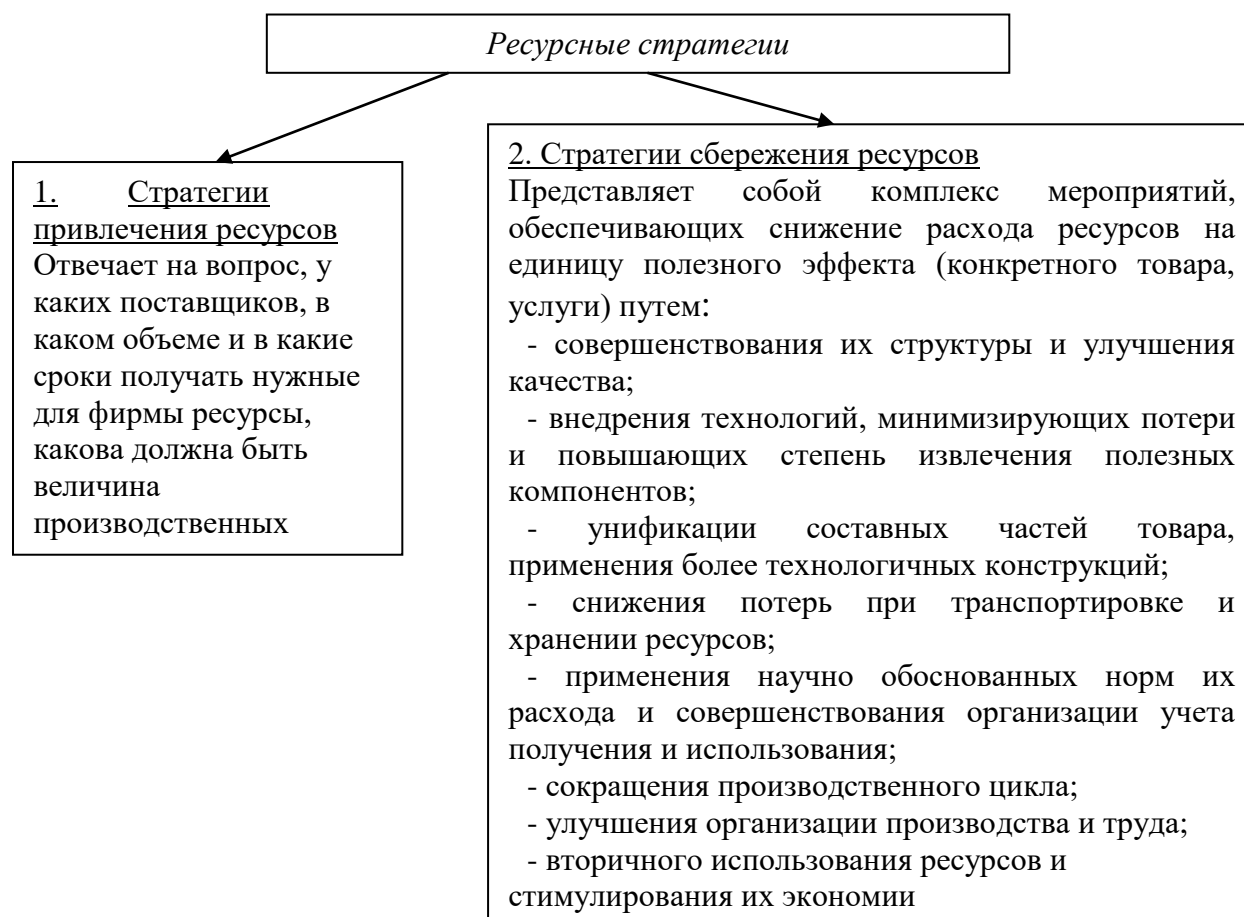 Ресурсные стратегии
1. Стратегии
привлечения ресурсов
Отвечает на вопрос, у
каких поставщиков, в
каком объеме и в какие
сроки получать нужные
для фирмы ресурсы,
какова должна быть
величина
производственных
2. Стратегии сбережения ресурсов
Представляет собой комплекс мероприятий,
обеспечивающих снижение расхода ресурсов на
единицу полезного эффекта (конкретного товара,
услуги) путем:
- совершенствования их структуры и улучшения
качества;
- внедрения технологий, минимизирующих потери
и повышающих степень извлечения полезных
компонентов;
- унификации составных частей товара,
применения более технологичных конструкций;
- снижения потерь при транспортировке и
хранении ресурсов;
- применения научно обоснованных норм их
расхода и совершенствования организации учета
получения и использования;
- сокращения производственного цикла;
- улучшения организации производства и труда;
- вторичного использования ресурсов и
стимулирования их экономии